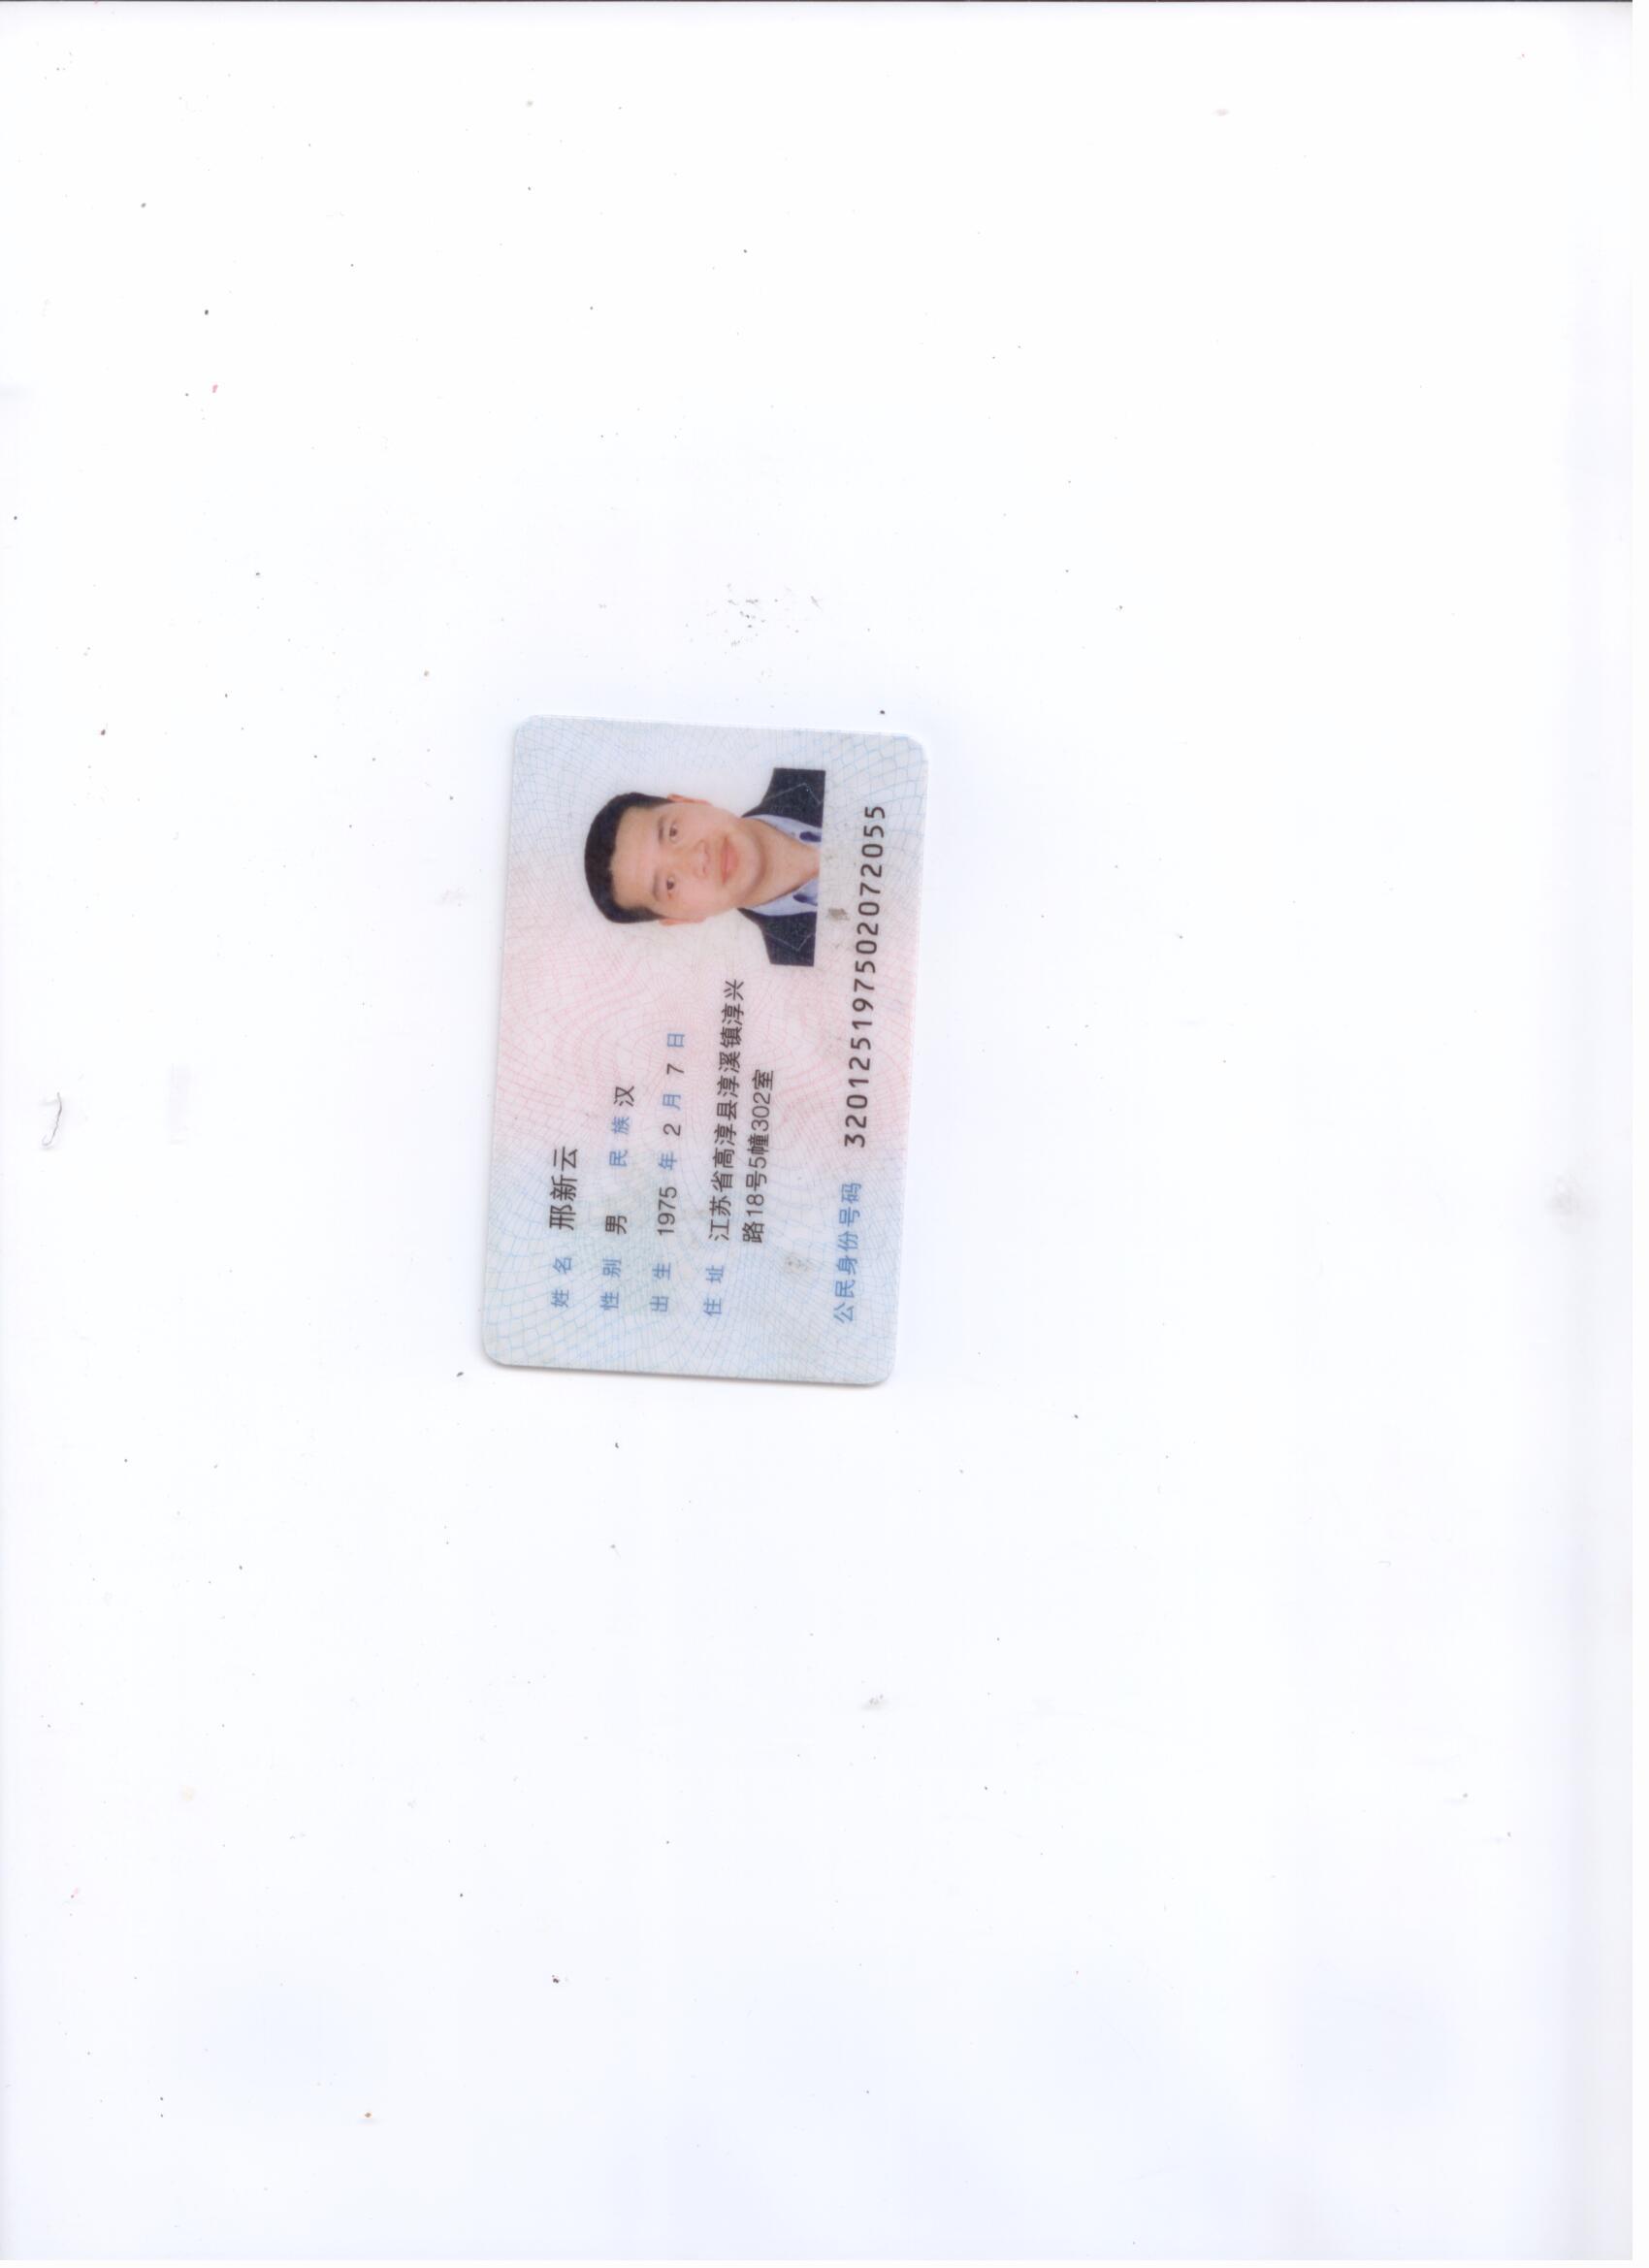 姓名 邢新云
性别 男 民族 汉
出生 1975 年 2 月 7 日
住址 江苏省高淳县淳溪镇淳兴
路18号5幢302室
公民身份号码 320125197502072055